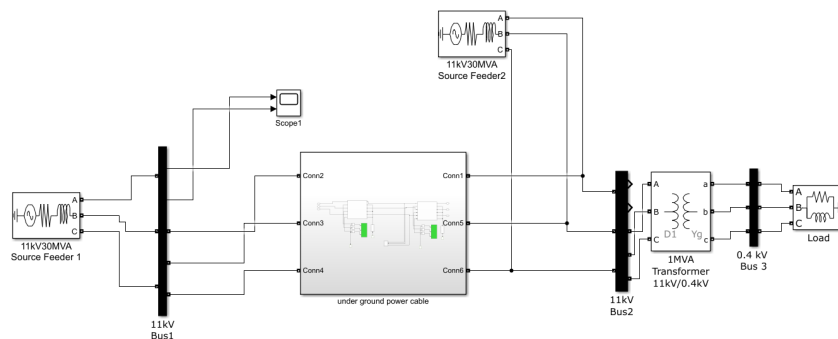 A
B
C
11kV30MVA
Source Feeder2
Scope1
Conn2
Conn1
Conn3
Conn5
Conn4
Conn6
under ground power cable
A
B
C
11kV30MVA
Source Feeder 1
11kV
Bus1
11kV
Bus2
A
B
C
a
b
c
D1
Yg
1MVA
Transformer
11kV/0.4kV
0.4 kV
Bus 3
A
B
C
Load